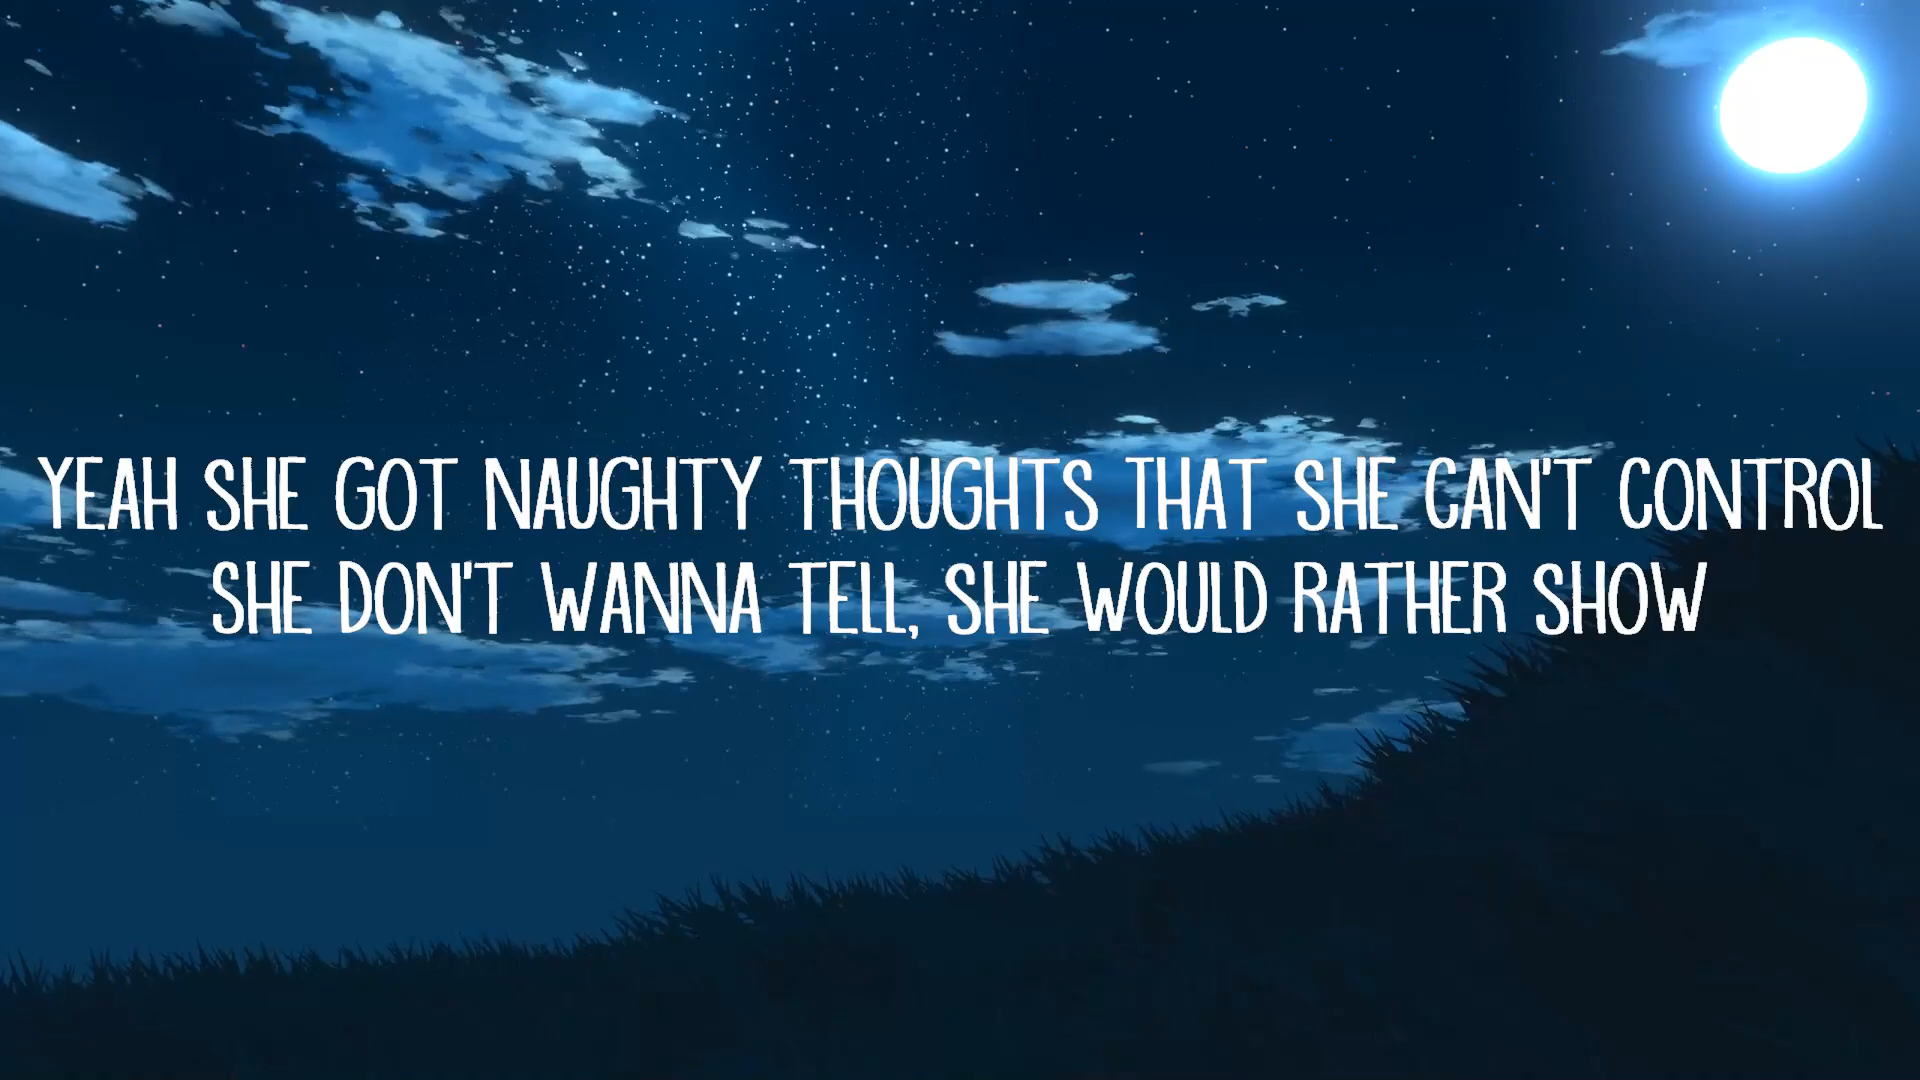 YEAH SHE GOT NAUGHTY THOUGHTS THAT SHE CAN'T CONTROL
SHE DON'T WANNA TELL, SHE WOULD RATHER SHOW